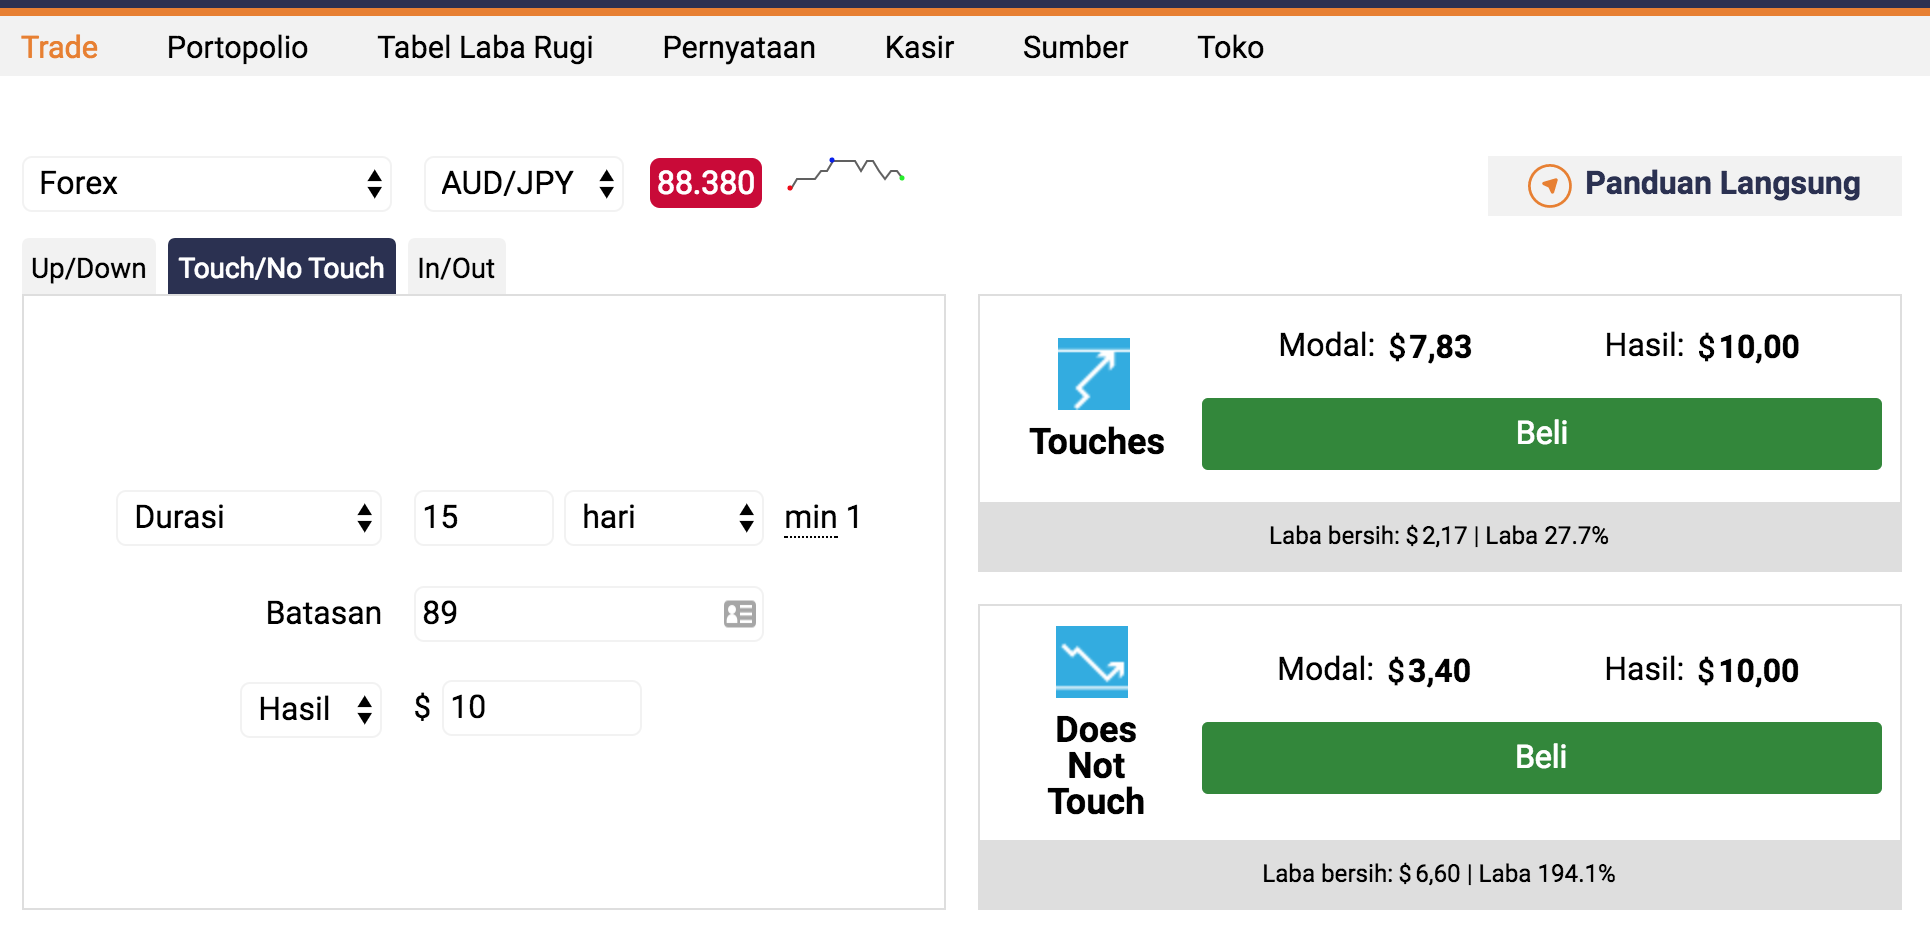 Trade Portopolio Tabel Laba Rugi Pernyataan Kasir Sumber Toko
Forex AUD/JPY 88.380 Panduan Langsung
Up/Down Touch/No Touch In/Out
Durasi 15 hari min 1
Batasan 89
Hasil $ 10
Modal: $7,83 Hasil: $10,00
Touches
Beli
Laba bersih: $2,17 | Laba 27.7%
Modal: $3,40 Hasil: $10,00
Does
Not
Touch
Beli
Laba bersih: $6,60 | Laba 194.1%